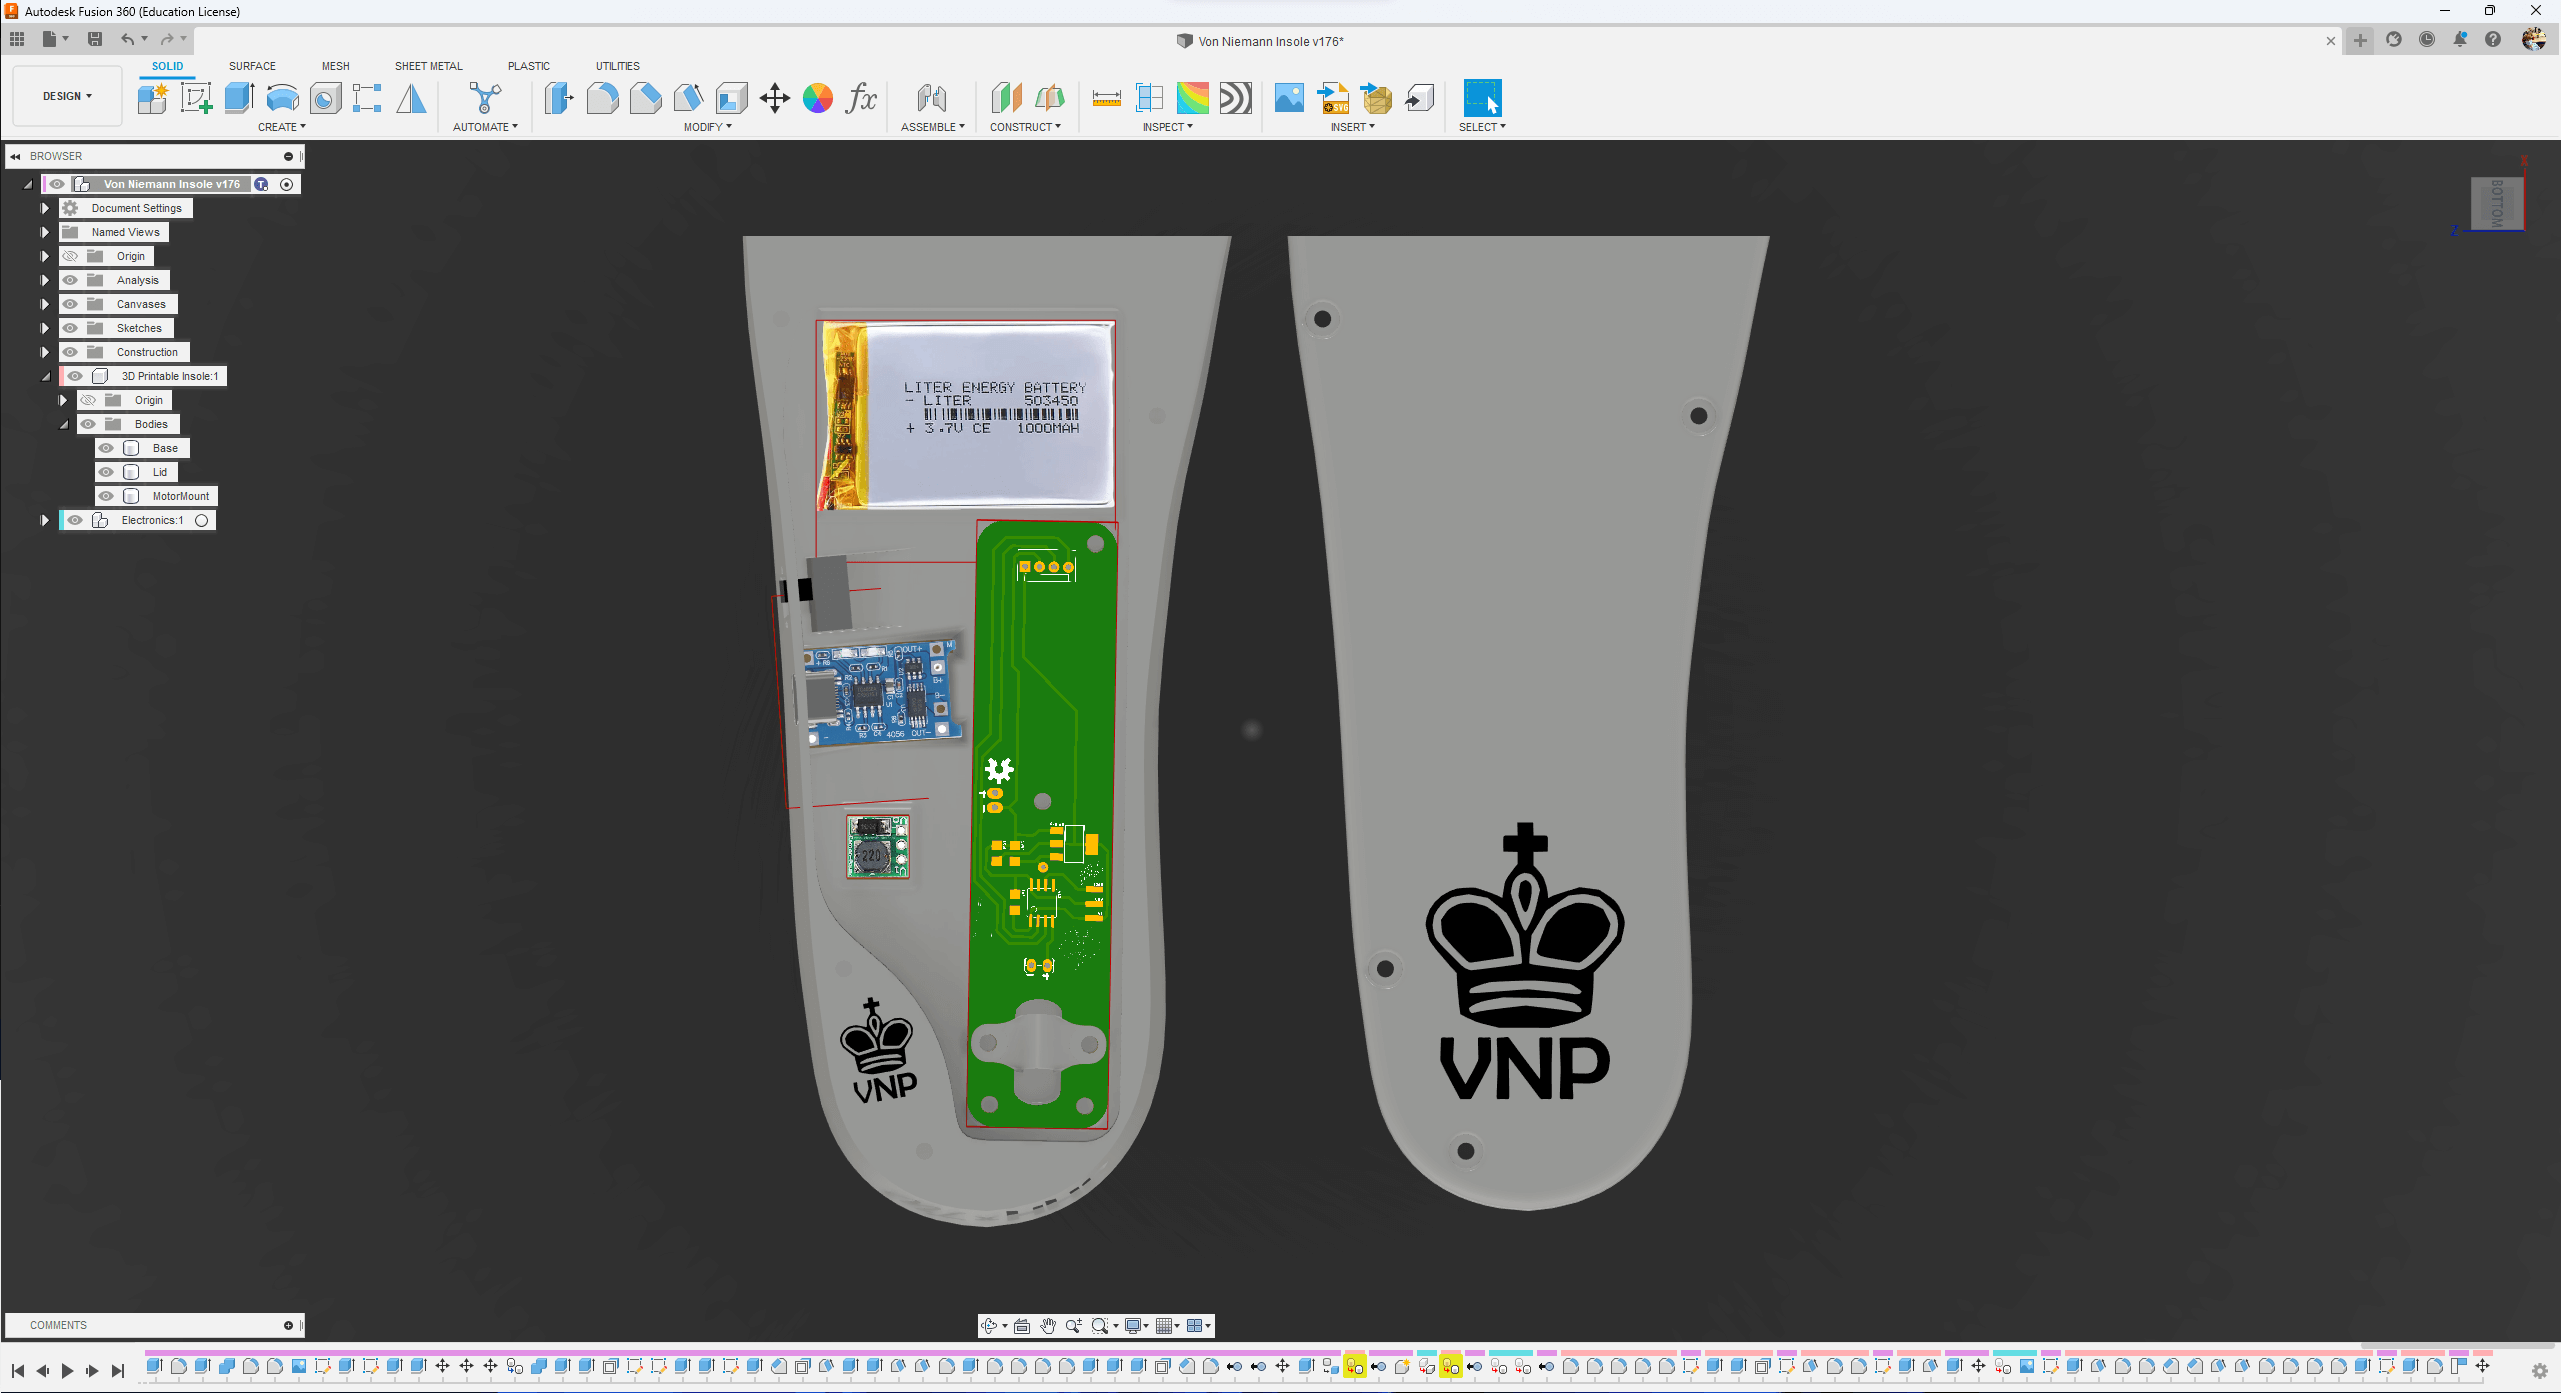 Autodesk Fusion 360 (Education License)
Von Niemann Insole v176*
DESIGN
SOLID
SURFACE
MESH
SHEET METAL
PLASTIC
UTILITIES
CREATE
AUTOMATE
MODIFY
ASSEMBLE
CONSTRUCT
INSPECT
INSERT
SELECT
BROWSER
Von Niemann Insole v176
Document Settings
Named Views
Origin
Analysis
Canvases
Sketches
Construction
3D Printable Insole:1
Origin
Bodies
Base
Lid
MotorMount
Electronics:1
BOTTOM
X
Z
LITER ENERGY BATTERY
- LITER 503450
+ 3.7V CE 1000MAH
OUT+
B+
B-
4056 OUT-
220
VNP
VNP
COMMENTS